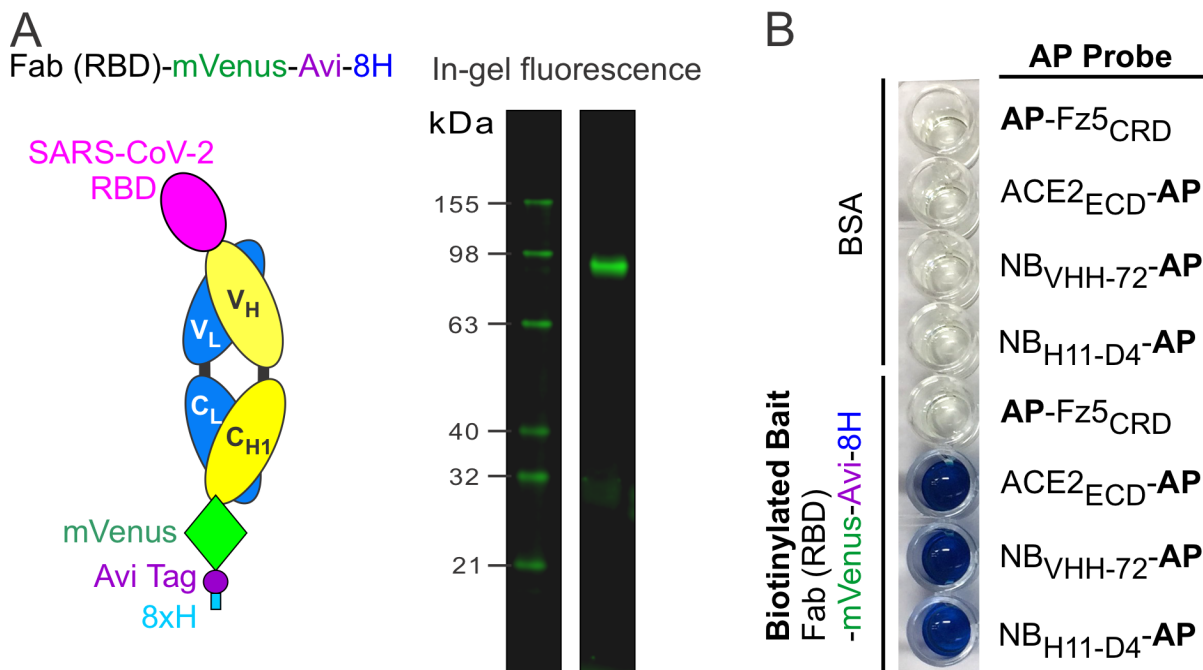 A
Fab (RBD)-mVenus-Avi-8H
In-gel fluorescence
kDa
155
98
63
40
32
21
SARS-CoV-2
RBD
VH
VL
CL
CH1
mVenus
Avi Tag
8xH
B
AP Probe
BSA
AP-Fz5CRD
ACE2ECD-AP
NBVHH-72-AP
NBH11-D4-AP
Biotinylated Bait
Fab (RBD)
-mVenus-Avi-8H
AP-Fz5CRD
ACE2ECD-AP
NBVHH-72-AP
NBH11-D4-AP